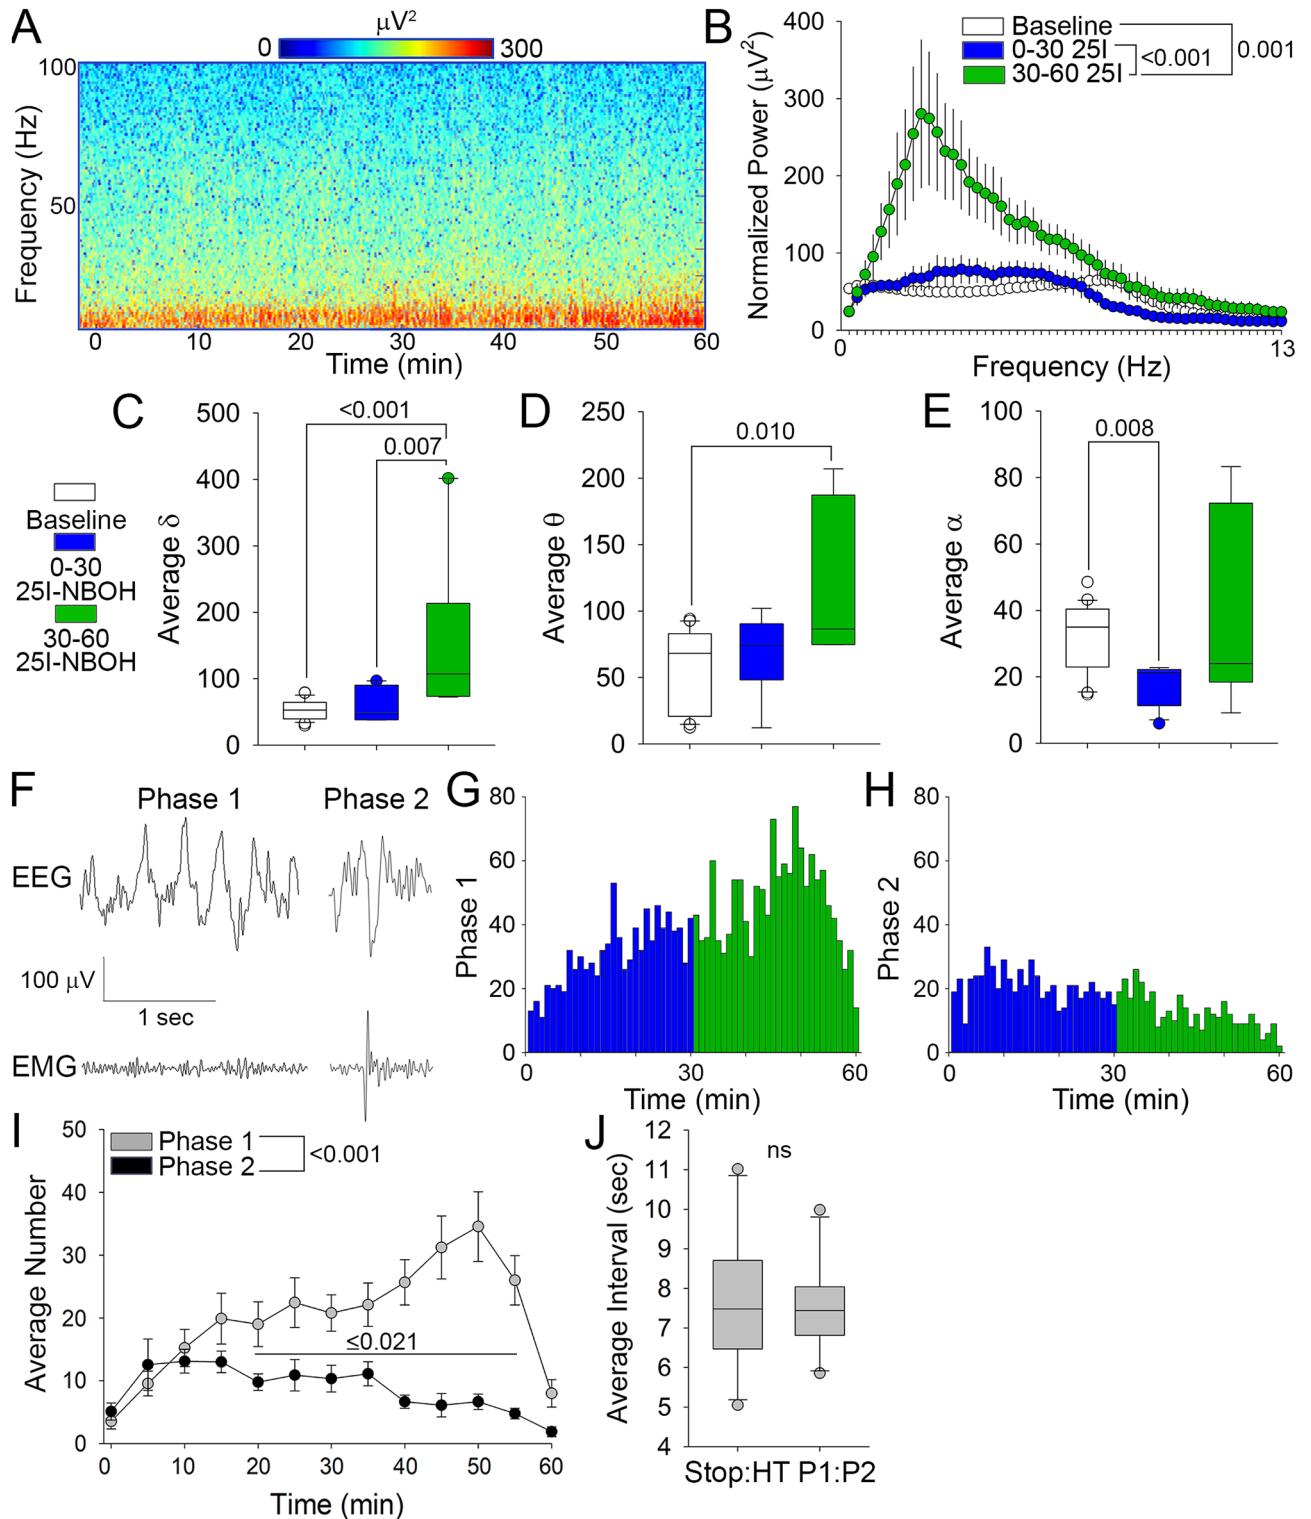 A
μV²
0
300
100
50
Frequency (Hz)
0 10 20 30 40 50 60
Time (min)
B
400
300
200
100
0
Normalized Power (μV²)
Baseline
0-30 25I
30-60 25I
<0.001
0.001
0 13
Frequency (Hz)
Baseline
0-30
25I-NBOH
30-60
25I-NBOH
C
500
400
300
200
100
0
Average δ
<0.001
0.007
D
250
200
150
100
50
0
Average θ
0.010
E
100
80
60
40
20
0
Average α
0.008
F
Phase 1 Phase 2
EEG
100 μV
1 sec
EMG
G
80
60
40
20
0
Phase 1
0 30 60
Time (min)
H
80
60
40
20
0
Phase 2
0 30 60
Time (min)
I
50
40
30
20
10
0
Average Number
Phase 1
Phase 2
<0.001
≤0.021
0 10 20 30 40 50 60
Time (min)
J
12
11
10
9
8
7
6
5
4
Average Interval (sec)
ns
Stop:HT P1:P2